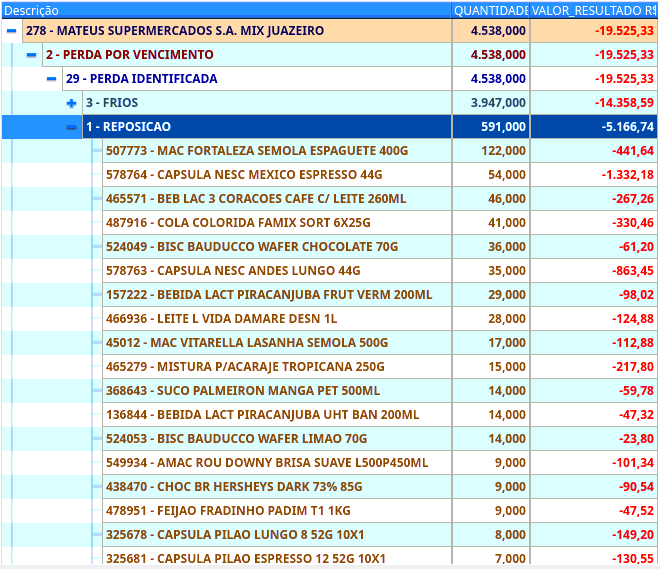 Descrição QUANTIDADE VALOR_RESULTADO R$
278 - MATEUS SUPERMERCADOS S.A. MIX JUAZEIRO 4.538,000 -19.525,33
2 - PERDA POR VENCIMENTO 4.538,000 -19.525,33
29 - PERDA IDENTIFICADA 4.538,000 -19.525,33
3 - FRIOS 3.947,000 -14.358,59
1 - REPOSICAO 591,000 -5.166,74
507773 - MAC FORTALEZA SEMOLA ESPAGUETE 400G 122,000 -441,64
578764 - CAPSULA NESC MEXICO ESPRESSO 44G 54,000 -1.332,18
465571 - BEB LAC 3 CORACOES CAFE C/ LEITE 260ML 46,000 -267,26
487916 - COLA COLORIDA FAMIX SORT 6X25G 41,000 -330,46
524049 - BISC BAUDUCCO WAFER CHOCOLATE 70G 36,000 -61,20
578763 - CAPSULA NESC ANDES LUNGO 44G 35,000 -863,45
157222 - BEBIDA LACT PIRACANJUBA FRUT VERM 200ML 29,000 -98,02
466936 - LEITE L VIDA DAMARE DESN 1L 28,000 -124,88
45012 - MAC VITARELLA LASANHA SEMOLA 500G 17,000 -112,88
465279 - MISTURA P/ACARAJE TROPICANA 250G 15,000 -217,80
368643 - SUCO PALMEIRON MANGA PET 500ML 14,000 -59,78
136844 - BEBIDA LACT PIRACANJUBA UHT BAN 200ML 14,000 -47,32
524053 - BISC BAUDUCCO WAFER LIMAO 70G 14,000 -23,80
549934 - AMAC ROU DOWNY BRISA SUAVE L500P450ML 9,000 -101,34
438470 - CHOC BR HERSHEYS DARK 73% 85G 9,000 -90,54
478951 - FEIJAO FRADINHO PADIM T1 1KG 9,000 -47,52
325678 - CAPSULA PILAO LUNGO 8 52G 10X1 8,000 -149,20
325681 - CAPSULA PILAO ESPRESSO 12 52G 10X1 7,000 -130,55